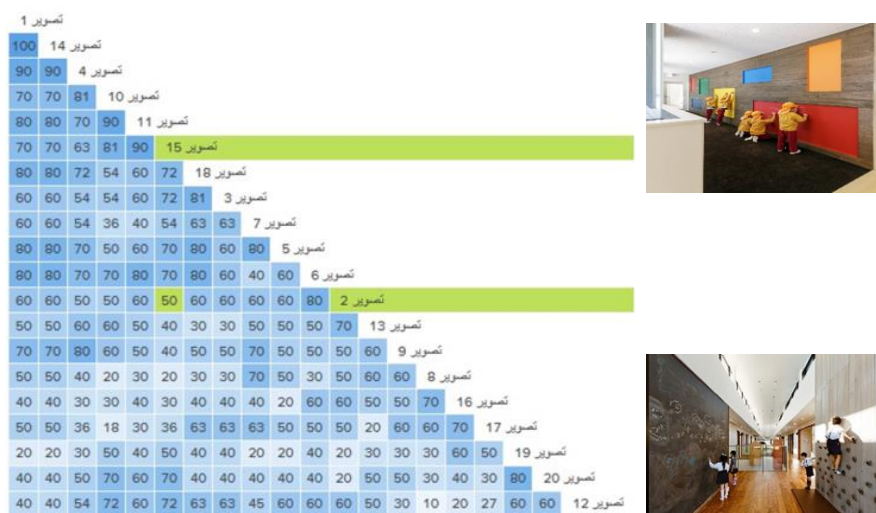 تصویر 1
100 تصویر 14
90 90 تصویر 4
70 70 81 تصویر 10
80 80 70 90 تصویر 11
70 70 63 81 90 تصویر 15
80 80 72 54 60 72 تصویر 18
60 60 54 54 60 72 81 تصویر 3
60 60 54 36 40 54 63 63 تصویر 7
80 80 70 50 60 70 80 60 80 تصویر 5
80 80 70 70 80 70 80 60 40 60 تصویر 6
60 60 50 50 60 50 60 60 60 60 80 تصویر 2
50 50 60 60 50 40 30 30 50 50 50 70 تصویر 13
70 70 80 60 50 40 50 50 70 50 50 50 60 تصویر 9
50 50 40 20 30 20 30 30 70 50 30 50 60 60 تصویر 8
40 40 30 30 40 30 40 40 40 20 60 60 50 50 70 تصویر 16
50 50 36 18 30 36 63 63 63 50 50 50 20 60 60 70 تصویر 17
20 20 30 50 40 50 40 40 20 20 40 20 30 30 30 60 50 تصویر 19
40 40 50 70 60 70 40 40 40 40 40 20 50 50 30 40 30 80 تصویر 20
40 40 54 72 60 72 63 63 45 60 60 60 50 30 10 20 27 60 60 تصویر 12